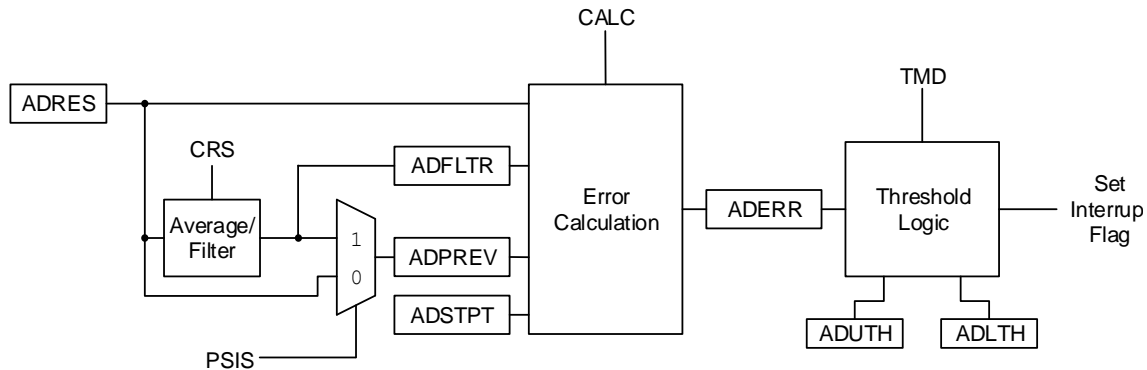 CALC
TMD
ADRES
CRS
ADFLTR
Average/
Filter
1
0
ADPREV
ADSTPT
PSIS
Error
Calculation
ADERR
Threshold
Logic
Set
Interrup
Flag
ADUTH
ADLTH